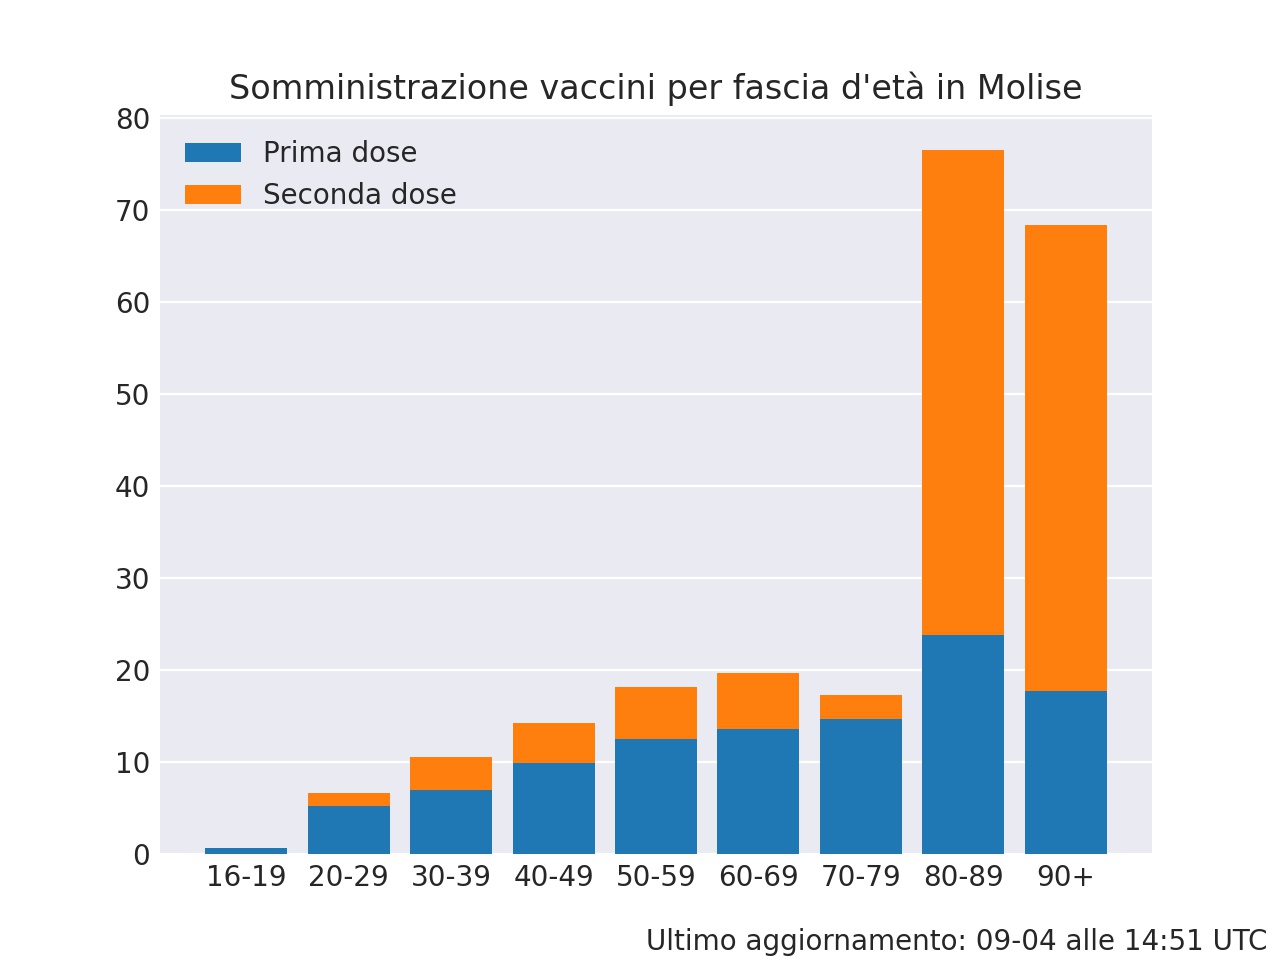 Somministrazione vaccini per fascia d'età in Molise
80
70
60
50
40
30
20
10
0
Prima dose
Seconda dose
16-19 20-29 30-39 40-49 50-59 60-69 70-79 80-89 90+
Ultimo aggiornamento: 09-04 alle 14:51 UTC